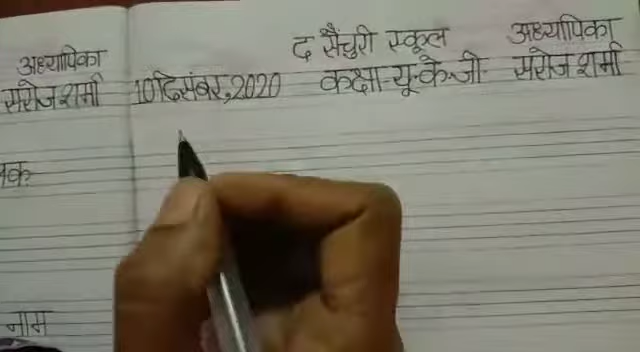 अध्यापिका
सरोज शर्मा
नाम
द सैंचुरी स्कूल अध्यापिका
10 दिसंबर, 2020 कक्षा-यू·के·जी· सरोज शर्मा